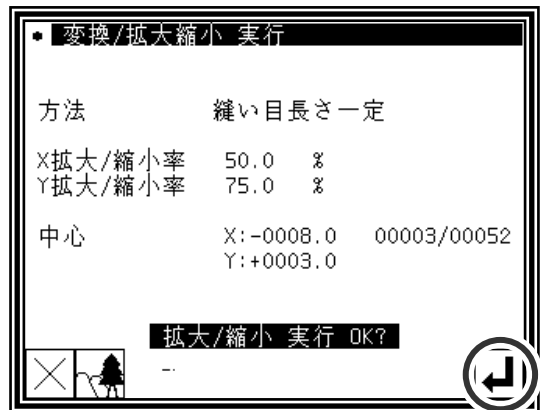 変換/拡大縮小 実行
方法 縫い目長さ一定
X拡大/縮小率 50.0 %
Y拡大/縮小率 75.0 %
中心 X:-0008.0 00003/00052
Y:+0003.0
拡大/縮小 実行 OK?